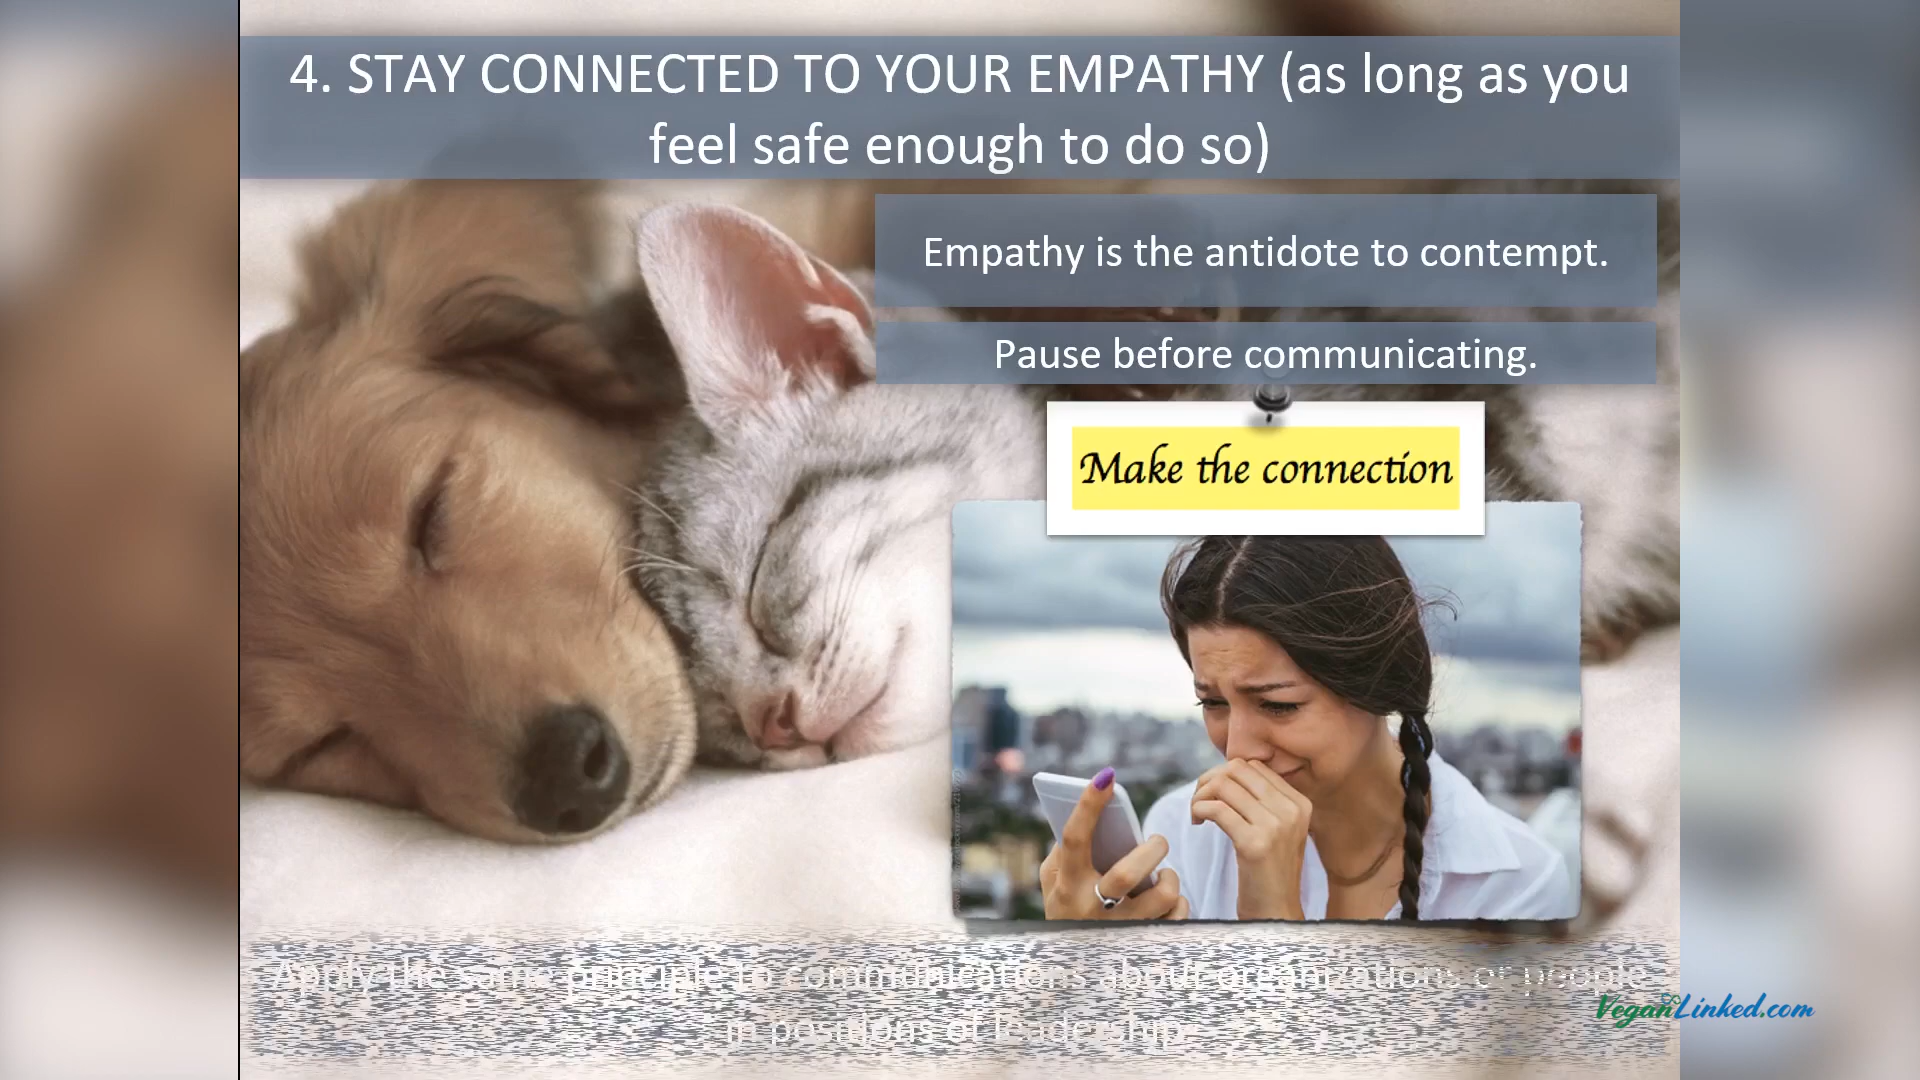 4. STAY CONNECTED TO YOUR EMPATHY (as long as you
feel safe enough to do so)
Empathy is the antidote to contempt.
Pause before communicating.
Make the connection
Apply the same principle to communications about organizations or people
in positions of leadership
VeganLinked.com